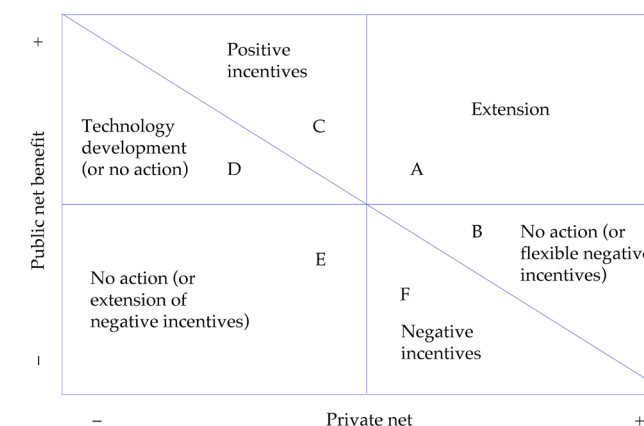 +
Positive
incentives
Extension
Technology
development
(or no action)
C
D
A
Public net benefit
B
No action (or
flexible negative
incentives)
E
No action (or
extension of
negative incentives)
F
Negative
incentives
–
–
Private net
+